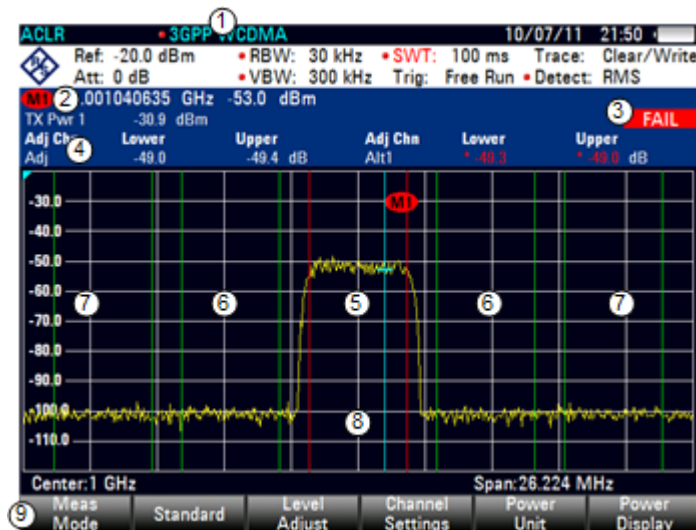 ①
ACLR • 3GPP WCDMA 10/07/11 21:50
Ref: -20.0 dBm • RBW: 30 kHz • SWT: 100 ms Trace: Clear/Write
Att: 0 dB • VBW: 300 kHz Trig: Free Run • Detect: RMS
M1 ② .001040635 GHz -53.0 dBm
③ FAIL
TX Pwr 1 -30.9 dBm
Adj Chn Lower Upper Adj Chn Lower Upper
Adj ④ -49.0 -49.4 dB Alt1 * -49.3 * -49.0 dB
M1
-30.0
-40.0
-50.0
-60.0
⑦ ⑥ ⑤ ⑥ ⑦
-70.0
-80.0
-90.0
-100.0
⑧
-110.0
Center:1 GHz Span:26.224 MHz
⑨ Meas Mode Standard Level Adjust Channel Settings Power Unit Power Display